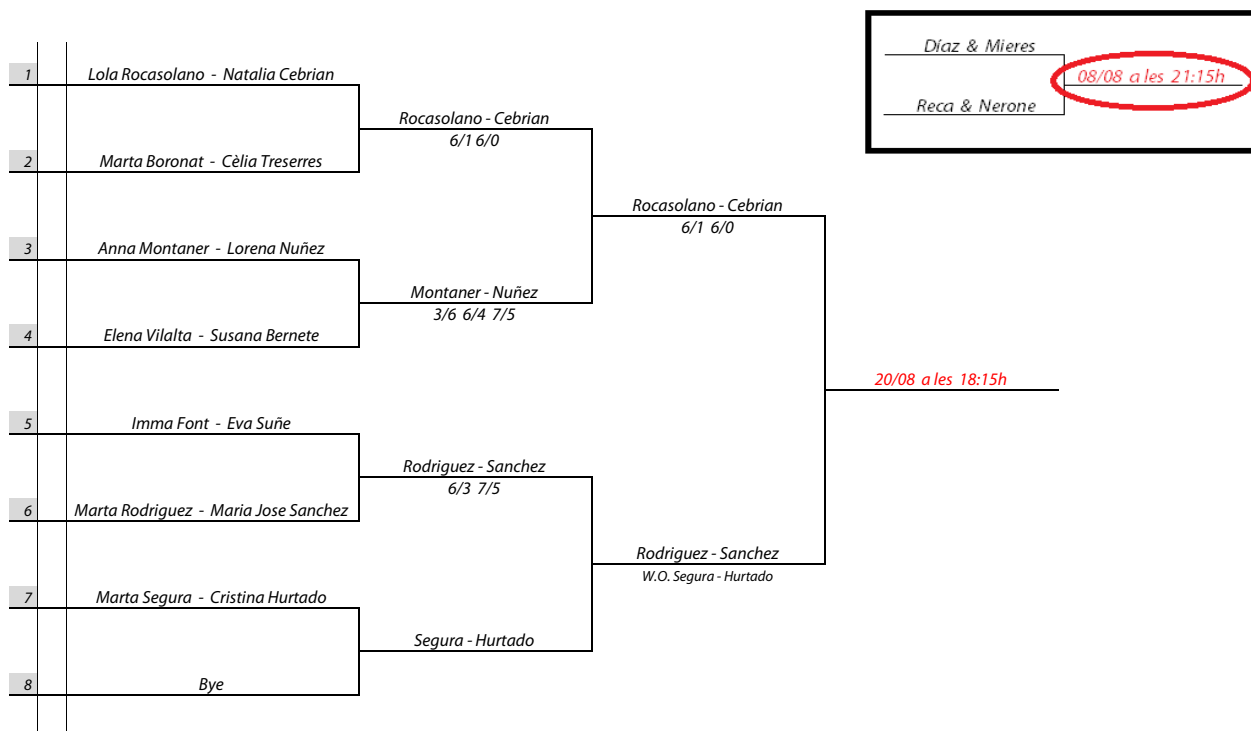 Díaz & Mieres
08/08 a les 21:15h
Reca & Nerone
1 Lola Rocasolano - Natalia Cebrian
Rocasolano - Cebrian
6/1 6/0
2 Marta Boronat - Cèlia Treserres
Rocasolano - Cebrian
6/1 6/0
3 Anna Montaner - Lorena Nuñez
Montaner - Nuñez
3/6 6/4 7/5
4 Elena Vilalta - Susana Bernete
20/08 a les 18:15h
5 Imma Font - Eva Suñe
Rodriguez - Sanchez
6/3 7/5
6 Marta Rodriguez - Maria Jose Sanchez
Rodriguez - Sanchez
W.O. Segura - Hurtado
7 Marta Segura - Cristina Hurtado
Segura - Hurtado
8 Bye